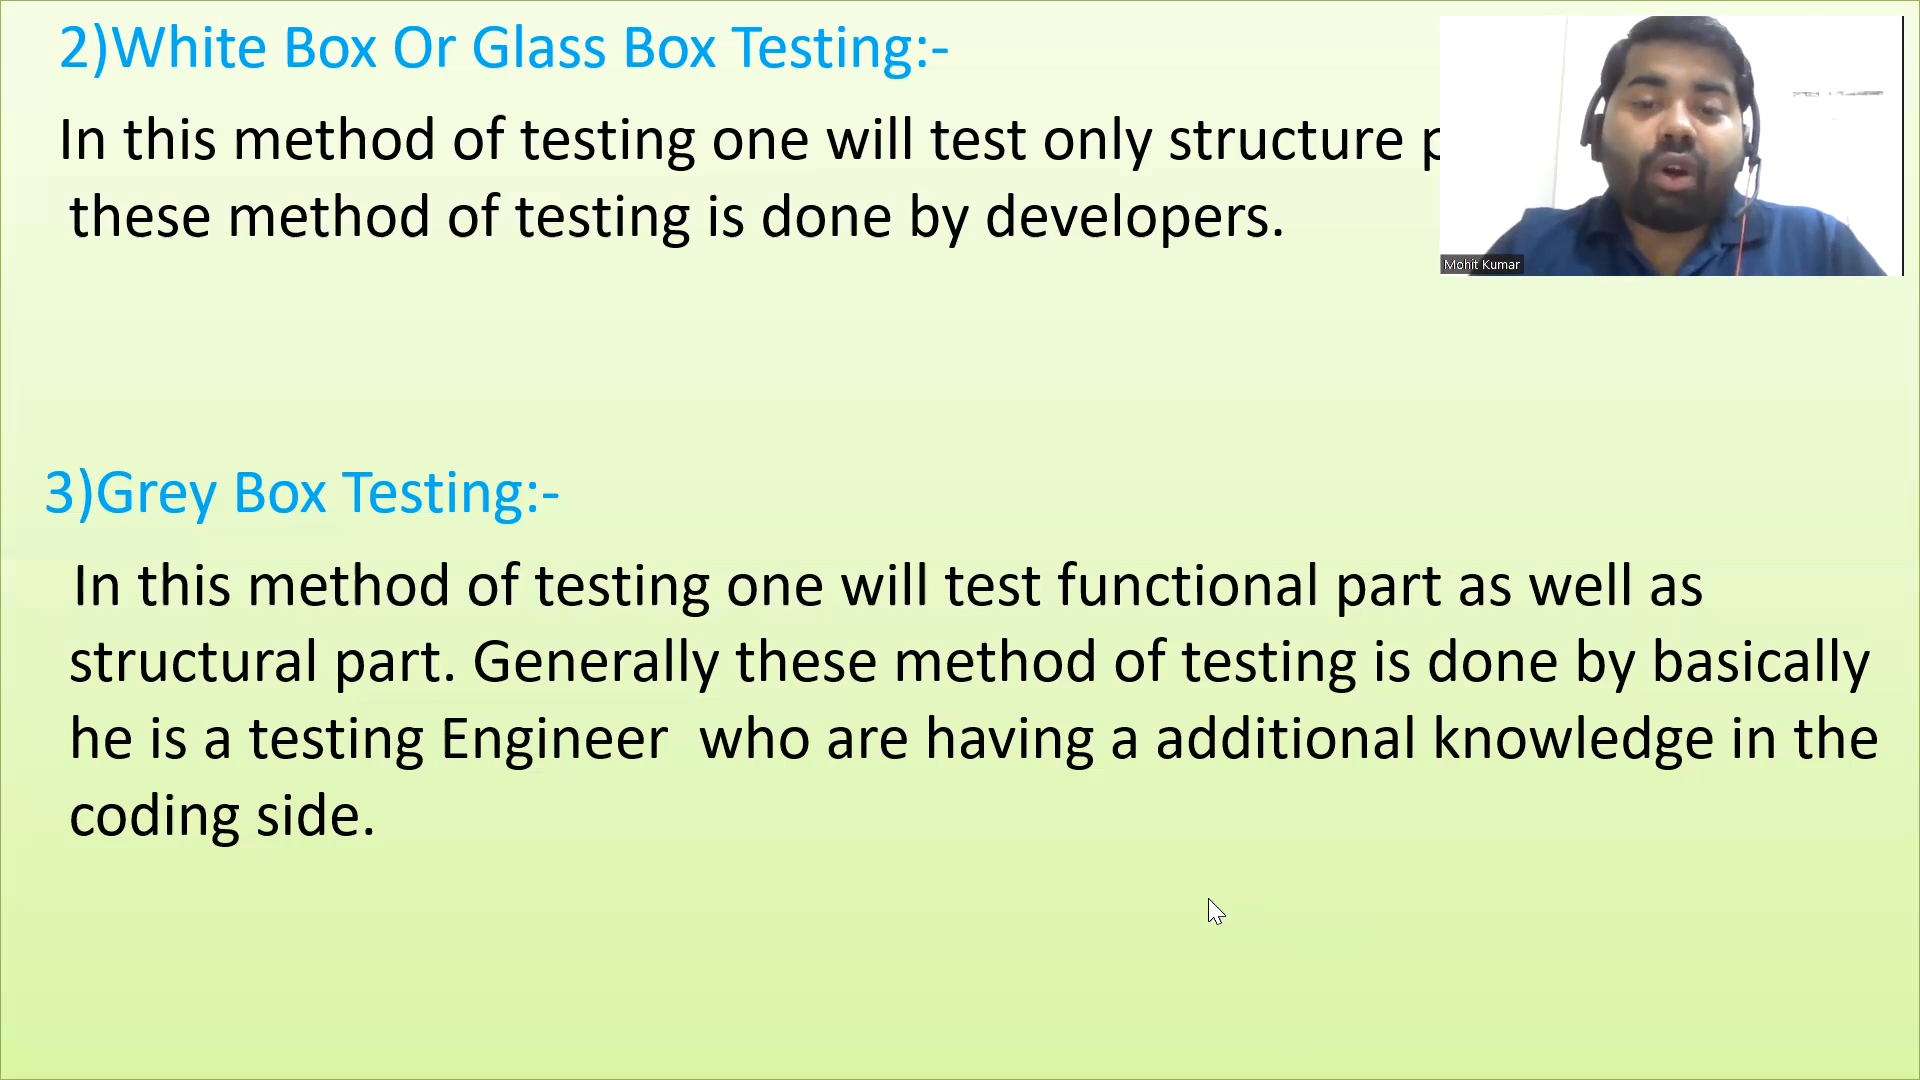 2)White Box Or Glass Box Testing:-
In this method of testing one will test only structure
these method of testing is done by developers.
Mohit Kumar
3)Grey Box Testing:-
In this method of testing one will test functional part as well as
structural part. Generally these method of testing is done by basically
he is a testing Engineer who are having a additional knowledge in the
coding side.